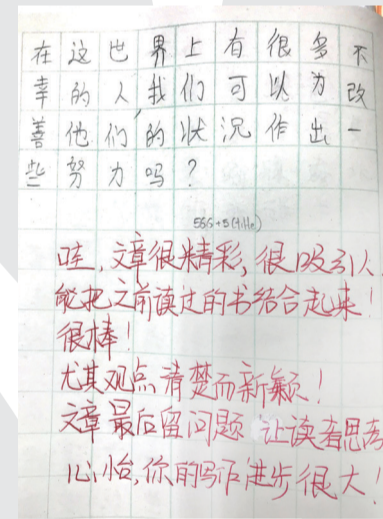 在这世界上有很多不
幸的人,我们可以为改
善他们的状况作出一
些努力吗?
556+5(title)
哇,文章很精彩,很吸引人
能把之前读过的书结合起来!
很棒!
尤其观点清楚而新颖!
文章最后留问题 让读者思考
心怡,你的写作进步很大!